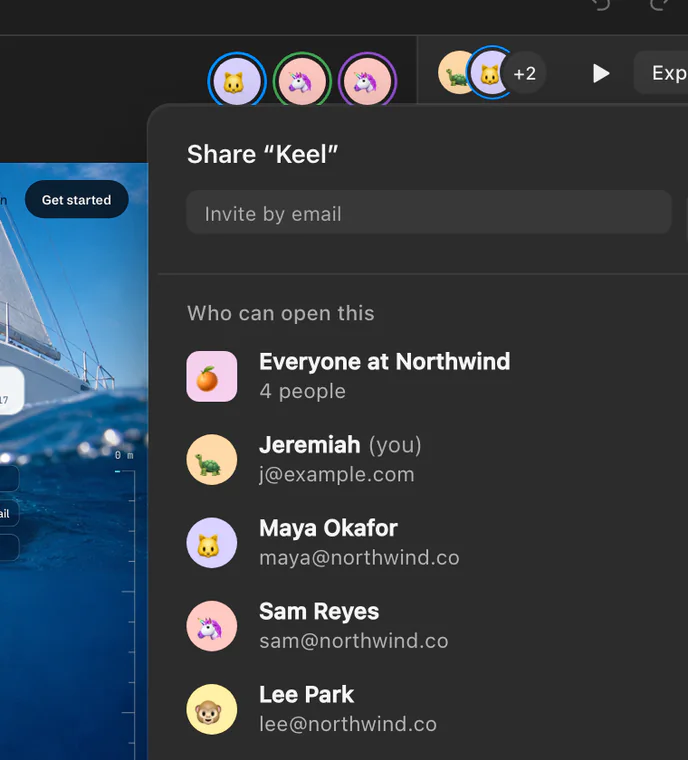 +2
Exp
Share “Keel”
Get started
Invite by email
Who can open this
Everyone at Northwind
4 people
17
Jeremiah (you)
j@example.com
0 m
ail
Maya Okafor
maya@northwind.co
Sam Reyes
sam@northwind.co
Lee Park
lee@northwind.co